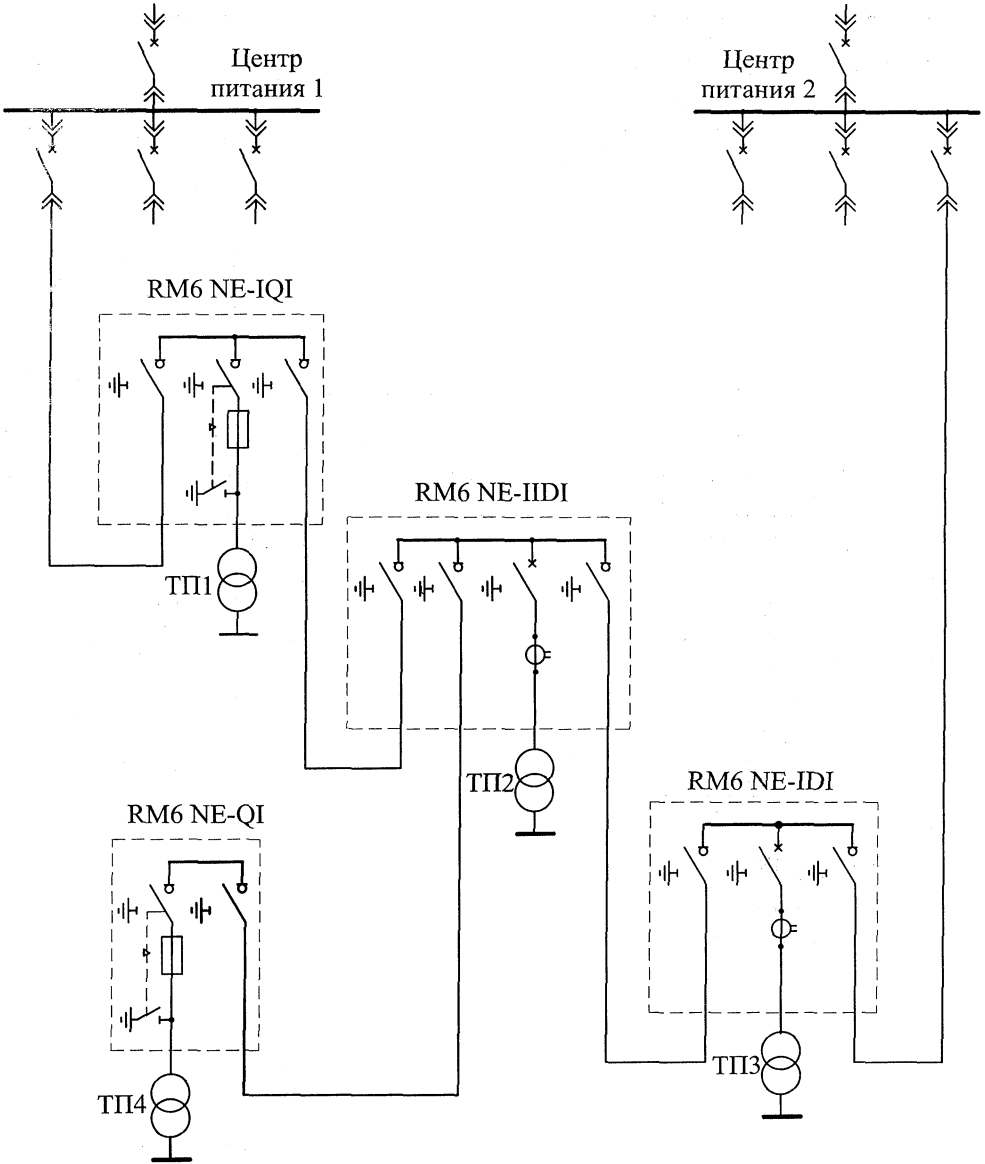 Центр
питания 1
Центр
питания 2
RM6 NE-IQI
ТП1
RM6 NE-IIDI
ТП2
RM6 NE-IDI
ТП3
RM6 NE-QI
ТП4